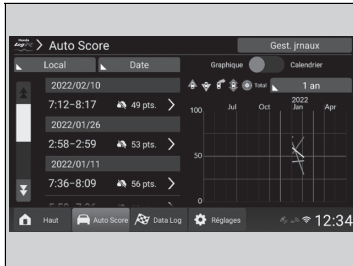 Honda
LogR
Auto Score
Gest. jrnaux
Local
Date
Graphique
Calendrier
2022/02/10
Total
1 an
7:12–8:17
49 pts.
2022/01/26
2:58–2:59
53 pts.
2022/01/11
7:36–8:09
56 pts.
100
50
0
Jul
Oct
2022
Jan
Apr
Haut
Auto Score
Data Log
Réglages
12:34